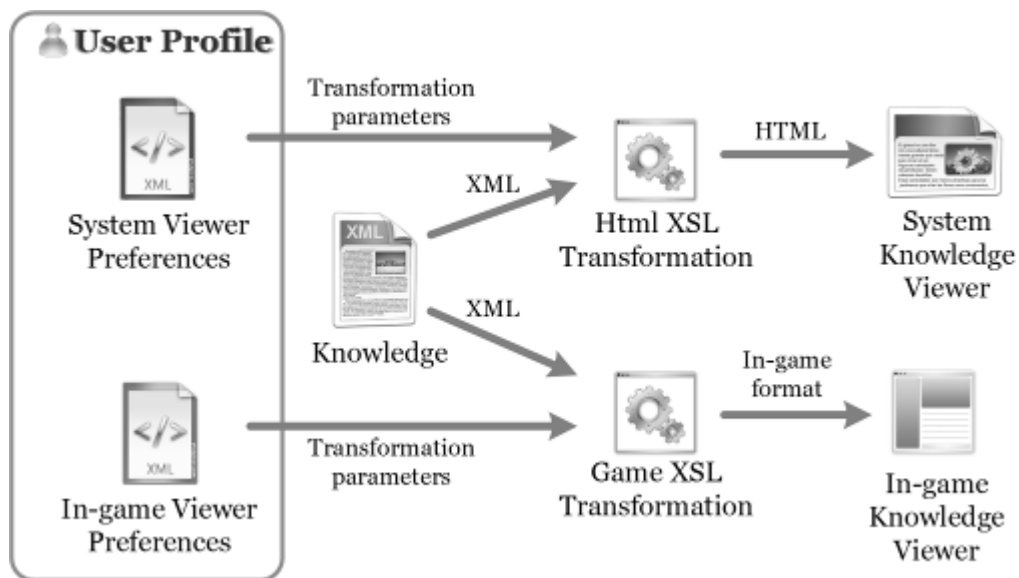 User Profile
Transformation
parameters
HTML
</>
XML
XML
System Viewer
Preferences
Html XSL
Transformation
System
Knowledge
Viewer
XML
Knowledge
XML
In-game
format
</>
XML
Transformation
parameters
Game XSL
Transformation
In-game Viewer
Preferences
In-game
Knowledge
Viewer